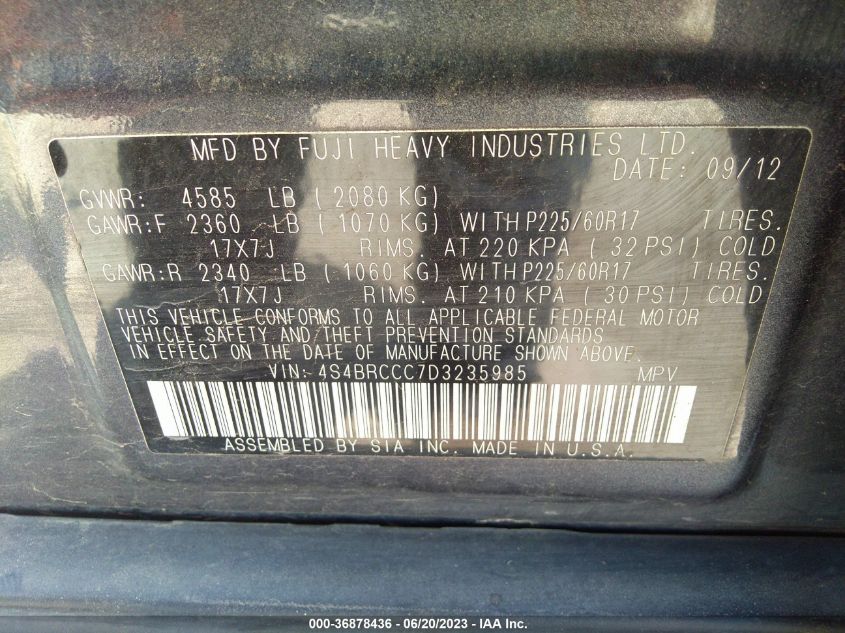 MFD BY FUJI HEAVY INDUSTRIES LTD.
DATE: 09/12
GVWR: 4585 LB ( 2080 KG)
GAWR:F 2360 LB ( 1070 KG) WITH P225/60R17 TIRES.
17X7J RIMS. AT 220 KPA ( 32 PSI) COLD
GAWR:R 2340 LB ( 1060 KG) WITH P225/60R17 TIRES.
17X7J RIMS. AT 210 KPA ( 30 PSI) COLD
THIS VEHICLE CONFORMS TO ALL APPLICABLE FEDERAL MOTOR
VEHICLE SAFETY AND THEFT PREVENTION STANDARDS
IN EFFECT ON THE DATE OF MANUFACTURE SHOWN ABOVE.
VIN: 4S4BRCCC7D3235985 MPV
ASSEMBLED BY SIA INC. MADE IN U.S.A.
000-36878436 - 06/20/2023 - IAA Inc.